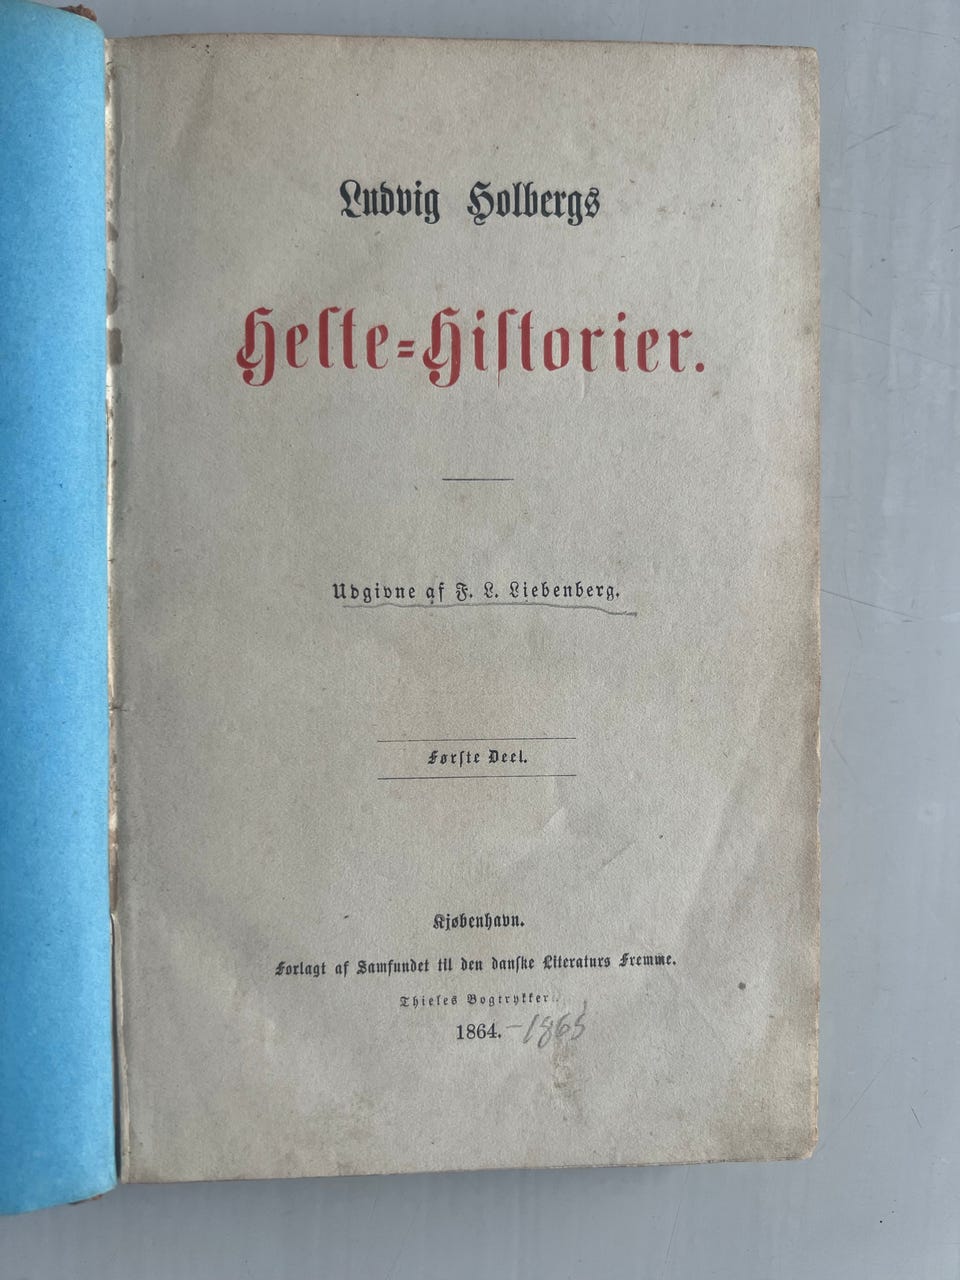 Ludvig Holbergs
Helte=Hiſtorier.
Udgivne af F. L. Liebenberg.
Førſte Deel.
Kjøbenhavn.
Forlagt af Samfundet til den danſke Literaturs Fremme.
Thieles Bogtrykker
1864. -1865